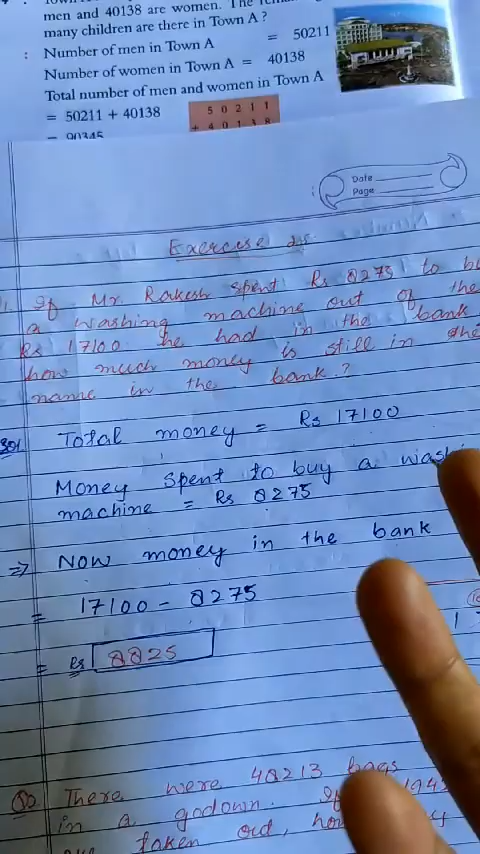 men and 40138 are women. The
many children are there in Town A ?
: Number of men in Town A = 50211
Number of women in Town A = 40138
Total number of men and women in Town A
= 50211 + 40138
5 0 2 1 1
+ 4 0 1 3 8
Date
Page
Exercise 2.5
If Mr. Rakesh spent Rs 8275 to
a washing machine out of the
Rs 17100 he had in the bank
how much money is still in
name in the bank?
Total money = Rs 17100
Money spent to buy a
machine = Rs 8275
⇒ Now money in the bank
= 17100 - 8275
= Rs 8825
Q2 There were 48213 bags
in a godown.
taken out,